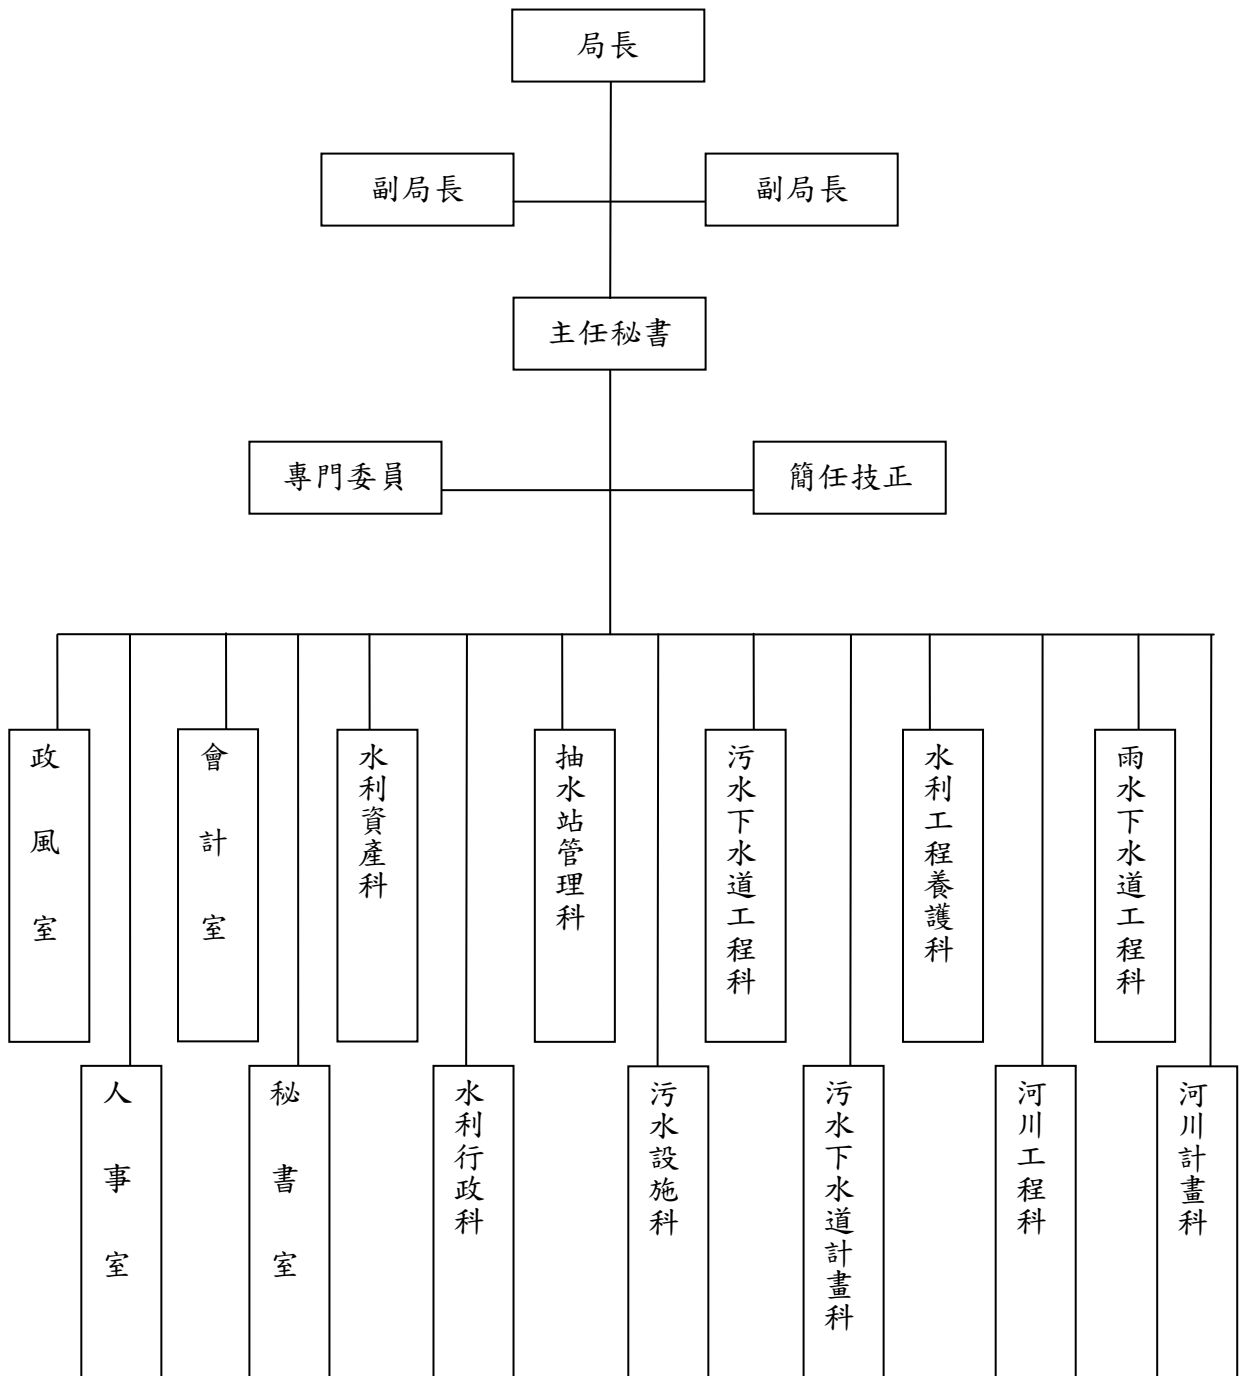 局長
副局長
副局長
主任秘書
專門委員
簡任技正
政風室
會計室
水利資產科
抽水站管理科
污水下水道工程科
水利工程養護科
雨水下水道工程科
人事室
秘書室
水利行政科
污水設施科
污水下水道計畫科
河川工程科
河川計畫科